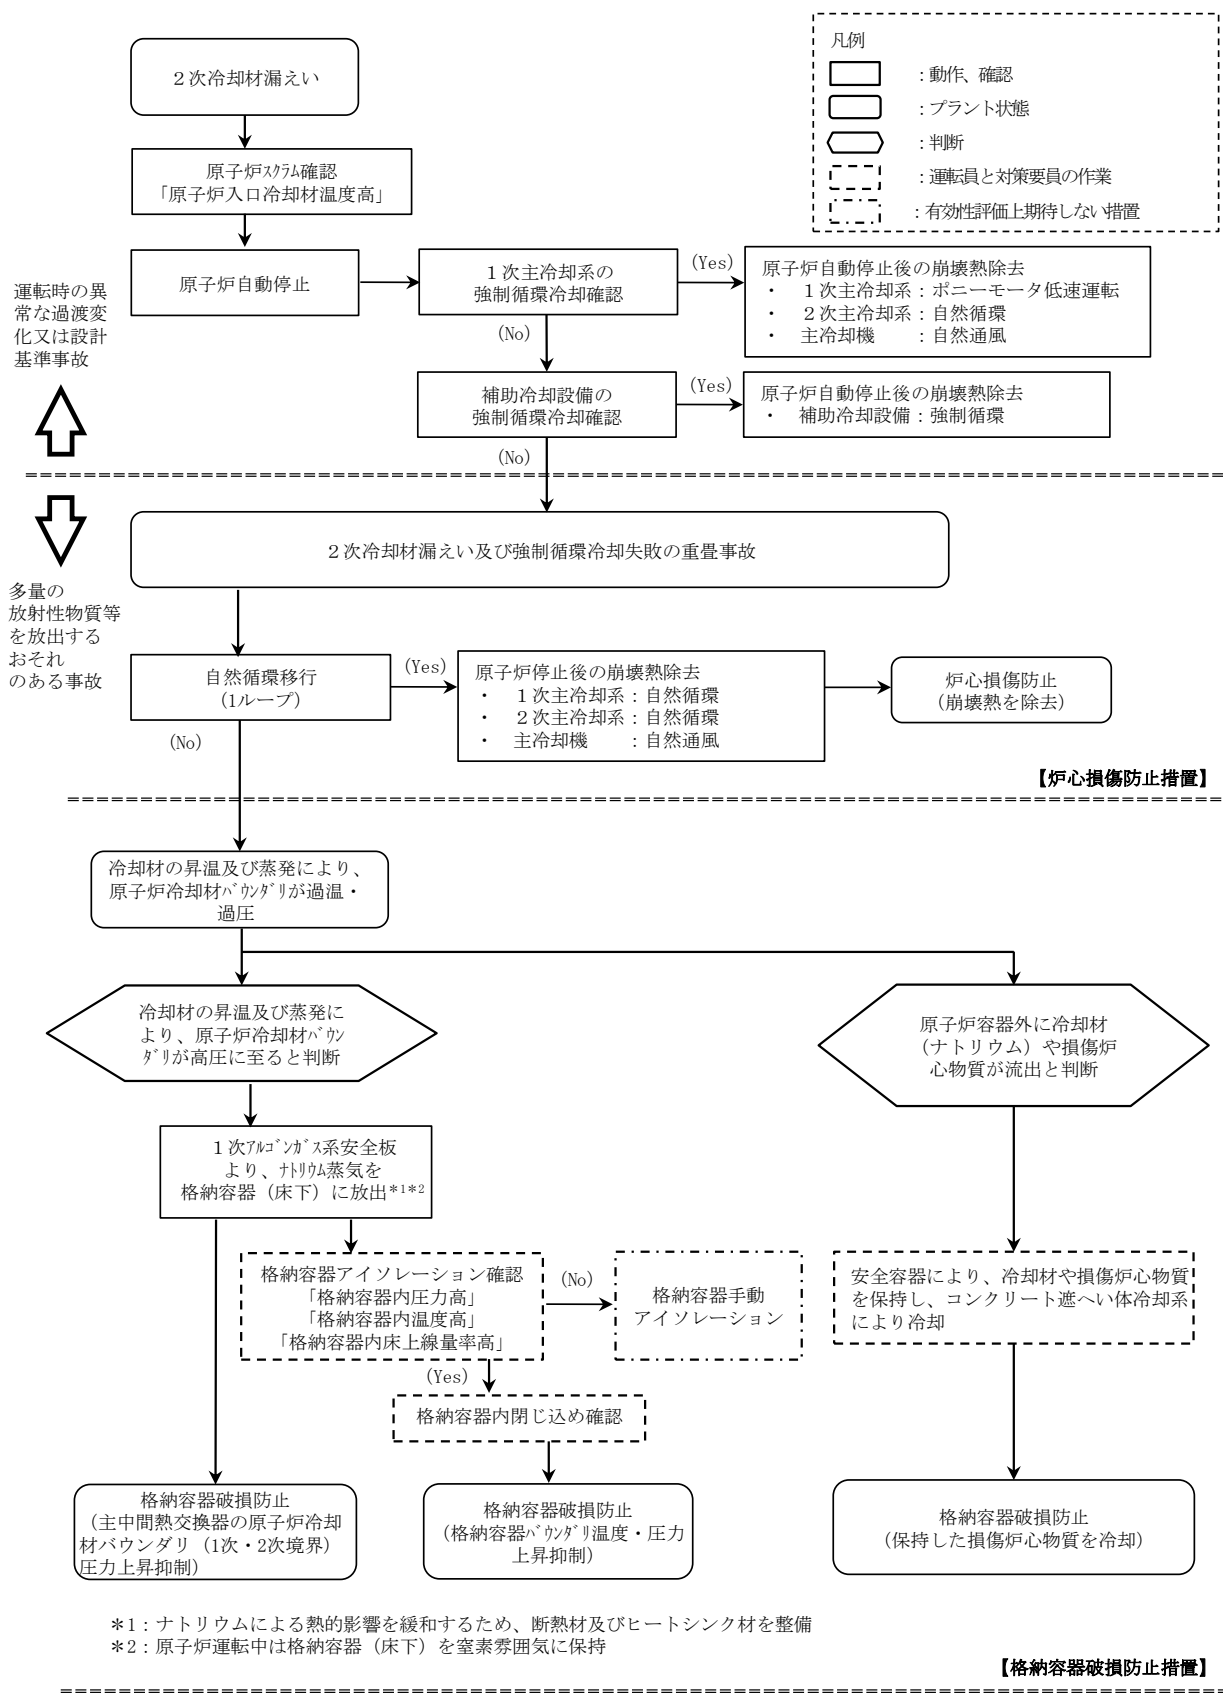 凡例
：動作、確認
：プラント状態
：判断
：運転員と対策要員の作業
：有効性評価上期待しない措置
２次冷却材漏えい
原子炉ｽｸﾗﾑ確認
「原子炉入口冷却材温度高」
原子炉自動停止
１次主冷却系の
強制循環冷却確認
(Yes)
原子炉自動停止後の崩壊熱除去
・　１次主冷却系：ポニーモータ低速運転
・　２次主冷却系：自然循環
・　主冷却機　　：自然通風
(No)
運転時の異
常な過渡変
化又は設計
基準事故
補助冷却設備の
強制循環冷却確認
(Yes)
原子炉自動停止後の崩壊熱除去
・　補助冷却設備：強制循環
(No)
２次冷却材漏えい及び強制循環冷却失敗の重畳事故
多量の
放射性物質等
を放出する
おそれ
のある事故
自然循環移行
(1ループ)
(Yes)
原子炉停止後の崩壊熱除去
・　１次主冷却系：自然循環
・　２次主冷却系：自然循環
・　主冷却機　　：自然通風
炉心損傷防止
(崩壊熱を除去)
(No)
【炉心損傷防止措置】
冷却材の昇温及び蒸発により、
原子炉冷却材ﾊﾞｳﾝﾀﾞﾘが過温・
過圧
冷却材の昇温及び蒸発に
より、原子炉冷却材ﾊﾞｳﾝ
ﾀﾞﾘが高圧に至ると判断
原子炉容器外に冷却材
（ナトリウム）や損傷炉
心物質が流出と判断
１次ｱﾙｺﾞﾝｶﾞｽ系安全板
より、ﾅﾄﾘｳﾑ蒸気を
格納容器（床下）に放出*1*2
格納容器アイソレーション確認
「格納容器内圧力高」
「格納容器内温度高」
「格納容器内床上線量率高」
(No)
格納容器手動
アイソレーション
安全容器により、冷却材や損傷炉心物質
を保持し、コンクリート遮へい体冷却系
により冷却
(Yes)
格納容器内閉じ込め確認
格納容器破損防止
（主中間熱交換器の原子炉冷却
材バウンダリ（1次・2次境界）
圧力上昇抑制）
格納容器破損防止
(格納容器ﾊﾞｳﾝﾀﾞﾘ温度・圧力
上昇抑制）
格納容器破損防止
(保持した損傷炉心物質を冷却)
＊1：ナトリウムによる熱的影響を緩和するため、断熱材及びヒートシンク材を整備
＊2：原子炉運転中は格納容器（床下）を窒素雰囲気に保持
【格納容器破損防止措置】